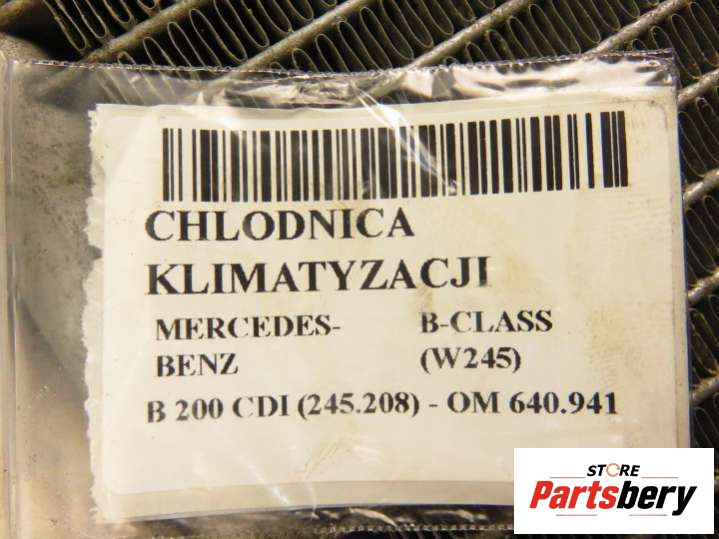 CHLODNICA
KLIMATYZACJI
MERCEDES- B-CLASS
BENZ (W245)
B 200 CDI (245.208) - OM 640.941
STORE
Partsbery